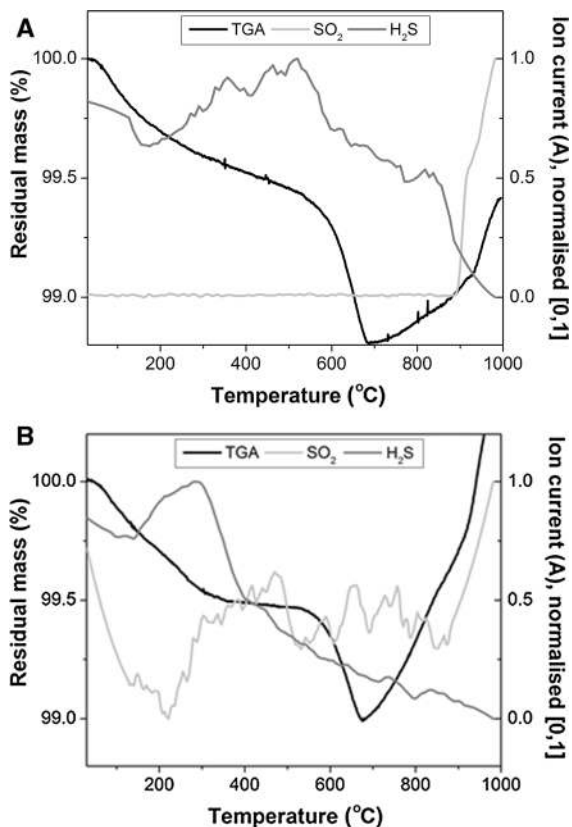 A
TGA SO₂ H₂S
100.0 1.0
99.5 0.5
99.0 0.0
200 400 600 800 1000
Residual mass (%)
Ion current (A), normalised [0,1]
Temperature (°C)
B
TGA SO₂ H₂S
100.0 1.0
99.5 0.5
99.0 0.0
200 400 600 800 1000
Residual mass (%)
Ion current (A), normalised [0,1]
Temperature (°C)